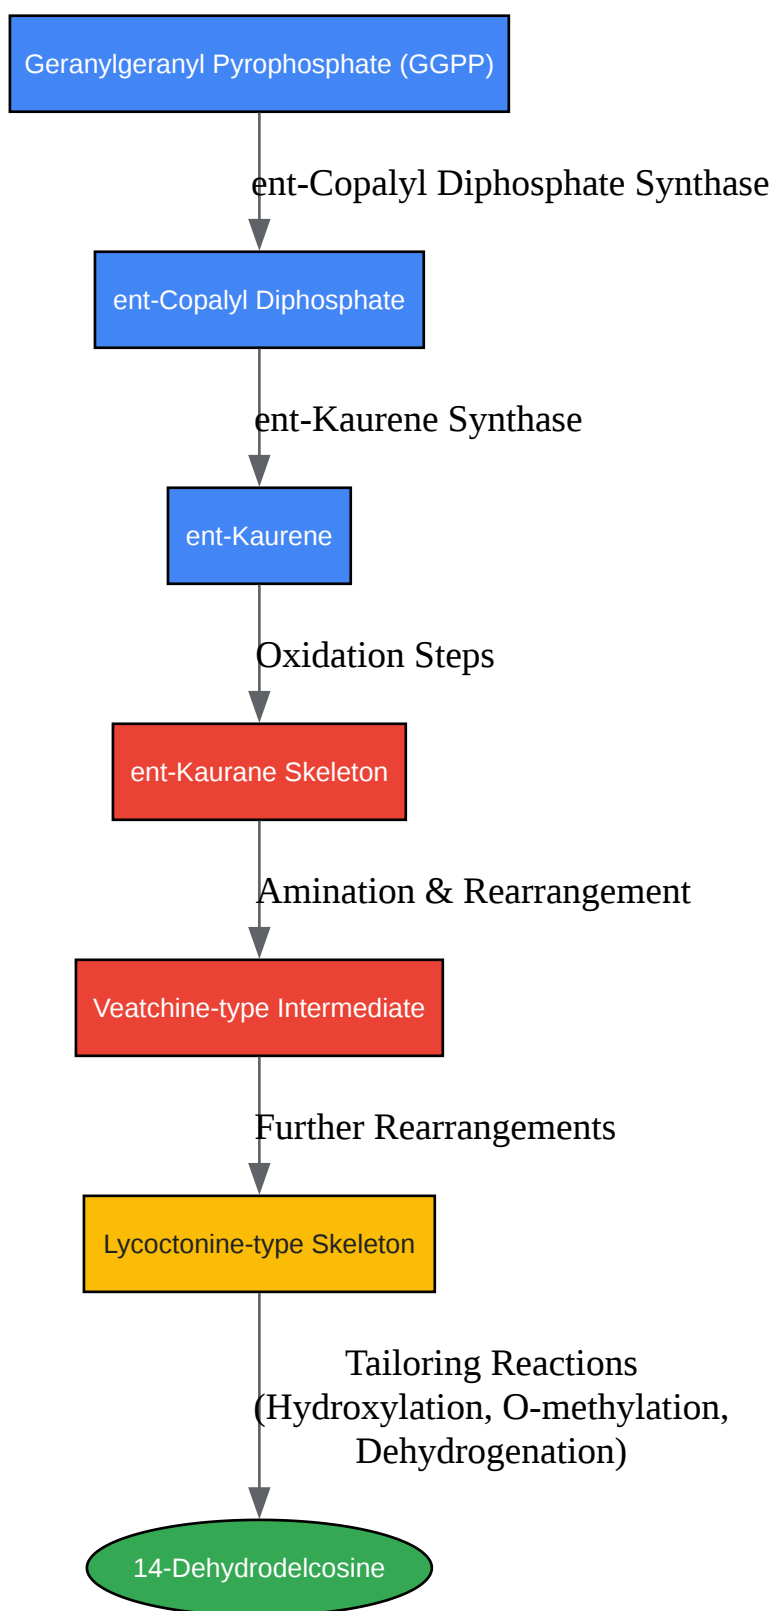 Geranylgeranyl Pyrophosphate (GGPP)
ent-Copalyl Diphosphate Synthase
ent-Copalyl Diphosphate
ent-Kaurene Synthase
ent-Kaurene
Oxidation Steps
ent-Kaurane Skeleton
Amination & Rearrangement
Veatchine-type Intermediate
Further Rearrangements
Lycoctonine-type Skeleton
Tailoring Reactions
(Hydroxylation, O-methylation,
Dehydrogenation)
14-Dehydrodelcosine